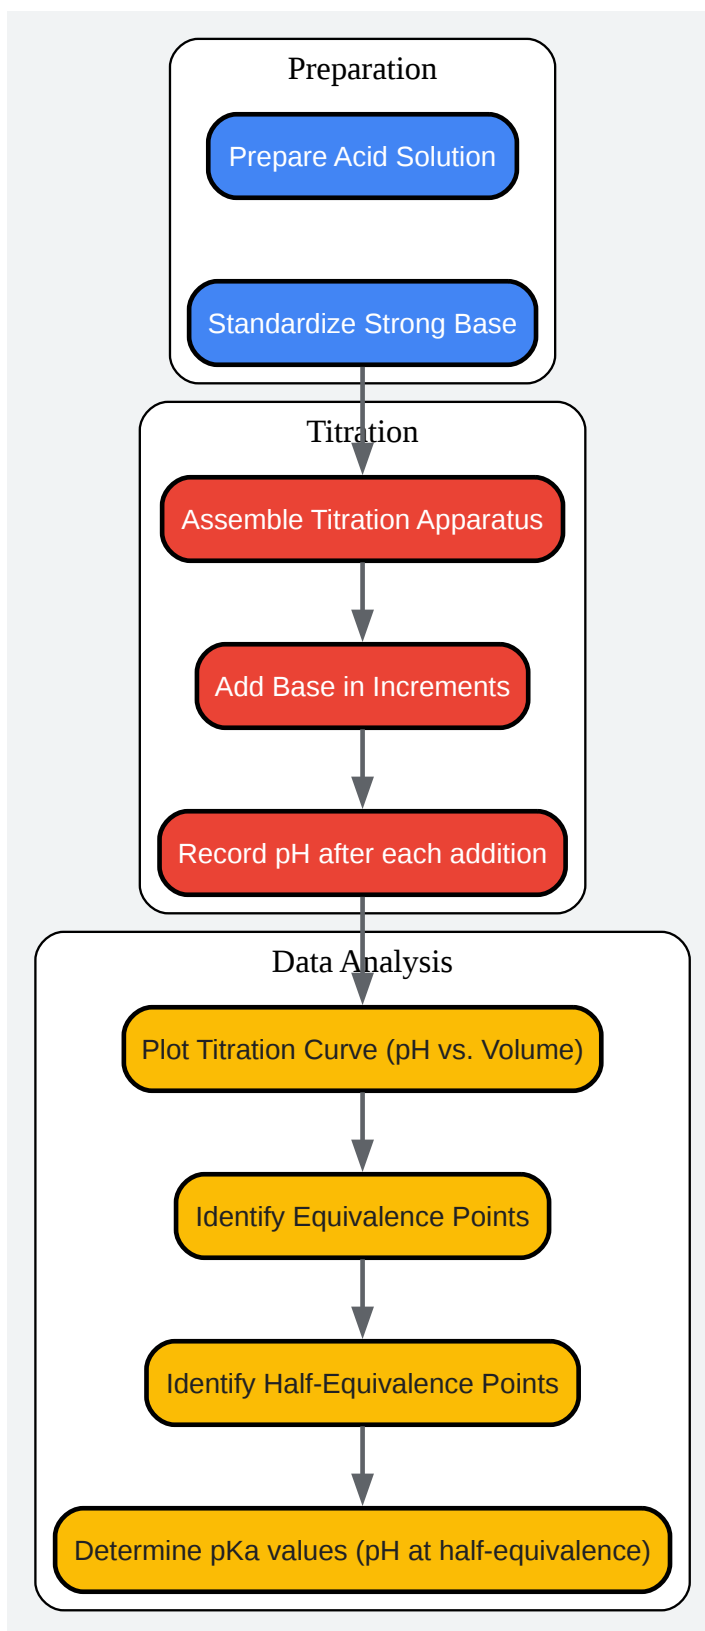 Preparation
Prepare Acid Solution
Standardize Strong Base
Titration
Assemble Titration Apparatus
Add Base in Increments
Record pH after each addition
Data Analysis
Plot Titration Curve (pH vs. Volume)
Identify Equivalence Points
Identify Half-Equivalence Points
Determine pKa values (pH at half-equivalence)